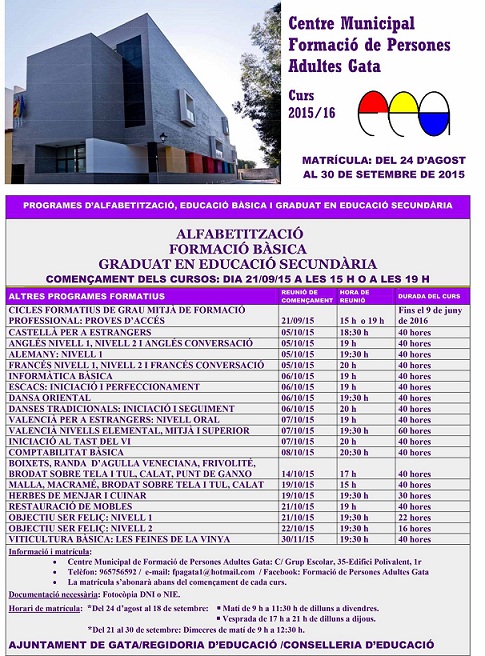 Centre Municipal
Formació de Persones
Adultes Gata
Curs
2015/16
MATRÍCULA: DEL 24 D'AGOST
AL 30 DE SETEMBRE DE 2015
PROGRAMES D'ALFABETITZACIÓ, EDUCACIÓ BÀSICA I GRADUAT EN EDUCACIÓ SECUNDÀRIA
ALFABETITZACIÓ
FORMACIÓ BÀSICA
GRADUAT EN EDUCACIÓ SECUNDÀRIA
COMENÇAMENT DELS CURSOS: DIA 21/09/15 A LES 15 H O A LES 19 H
ALTRES PROGRAMES FORMATIUS REUNIÓ DE COMENÇAMENT HORA DE REUNIÓ DURADA DEL CURS
CICLES FORMATIUS DE GRAU MITJÀ DE FORMACIÓ PROFESSIONAL: PROVES D'ACCÉS 21/09/15 15 h o 19 h Fins el 9 de juny de 2016
CASTELLÀ PER A ESTRANGERS 05/10/15 18:30 h 40 hores
ANGLÉS NIVELL 1, NIVELL 2 I ANGLÉS CONVERSACIÓ 05/10/15 19 h 40 hores
ALEMANY: NIVELL 1 05/10/15 19:30 h 40 hores
FRANCÉS NIVELL 1, NIVELL 2 I FRANCÉS CONVERSACIÓ 05/10/15 20 h 40 hores
INFORMÀTICA BÀSICA 06/10/15 19 h 40 hores
ESCACS: INICIACIÓ I PERFECCIONAMENT 06/10/15 19 h 40 hores
DANSA ORIENTAL 06/10/15 19:30 h 40 hores
DANSES TRADICIONALS: INICIACIÓ I SEGUIMENT 06/10/15 20 h 40 hores
VALENCIÀ PER A ESTRANGERS: NIVELL ORAL 07/10/15 19 h 40 hores
VALENCIÀ NIVELLS ELEMENTAL, MITJÀ I SUPERIOR 07/10/15 19:30 h 60 hores
INICIACIÓ AL TAST DEL VI 07/10/15 20 h 40 hores
COMPTABILITAT BÀSICA 08/10/15 20:30 h 40 hores
BOIXETS, RANDA D'AGULLA VENECIANA, FRIVOLITÉ, BRODAT SOBRE TELA I TUL, CALAT, PUNT DE GANXO 14/10/15 17 h 40 hores
MALLA, MACRAMÉ, BRODAT SOBRE TELA I TUL, CALAT 19/10/15 15 h 40 hores
HERBES DE MENJAR I CUINAR 19/10/15 19:30 h 30 hores
RESTAURACIÓ DE MOBLES 21/10/15 19 h 40 hores
OBJECTIU SER FELIÇ: NIVELL 1 21/10/15 19:30 h 22 hores
OBJECTIU SER FELIÇ: NIVELL 2 22/10/15 19:30 h 16 hores
VITICULTURA BÀSICA: LES FEINES DE LA VINYA 30/11/15 19:30 h 40 hores
Informació i matrícula:
• Centre Municipal de Formació de Persones Adultes Gata: C/ Grup Escolar, 35-Edifici Polivalent, 1r
• Telèfon: 965756592 / e-mail: fpagata1@hotmail.com / Facebook: Formació de Persones Adultes Gata
• La matrícula s'abonarà abans del començament de cada curs.
Documentació necessària: Fotocòpia DNI o NIE.
Horari de matrícula: *Del 24 d'agost al 18 de setembre: ▪ Matí de 9 h a 11:30 h de dilluns a divendres.
▪ Vesprada de 17 h a 21 h de dilluns a dijous.
*Del 21 al 30 de setembre: Dimecres de matí de 9 h a 12:30 h.
AJUNTAMENT DE GATA/REGIDORIA D'EDUCACIÓ /CONSELLERIA D'EDUCACIÓ